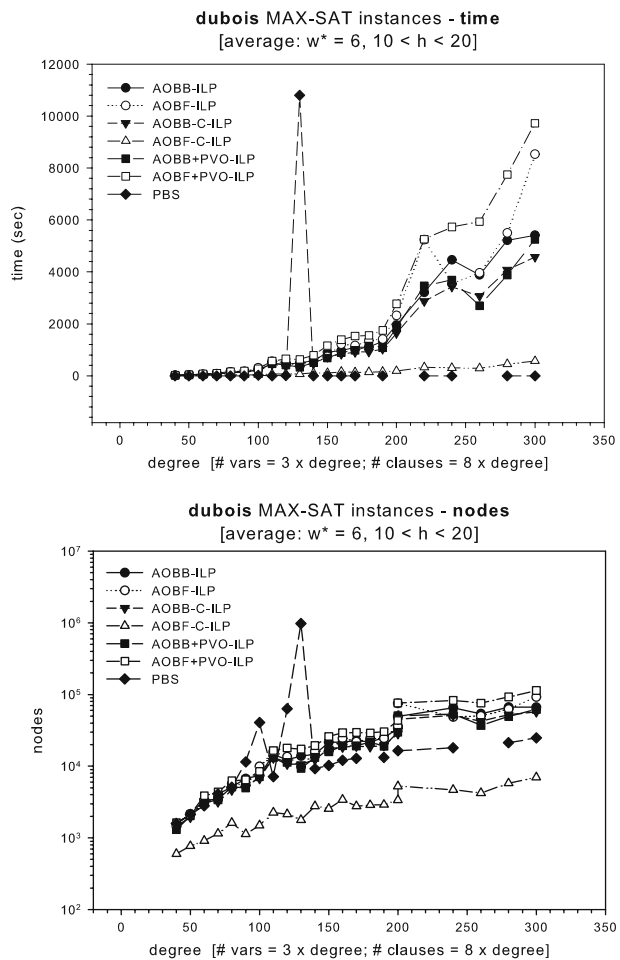 dubois MAX-SAT instances - time
[average: w* = 6, 10 < h < 20]
12000
10000
8000
6000
4000
2000
0
time (sec)
AOBB-ILP
AOBF-ILP
AOBB-C-ILP
AOBF-C-ILP
AOBB+PVO-ILP
AOBF+PVO-ILP
PBS
0 50 100 150 200 250 300 350
degree [# vars = 3 x degree; # clauses = 8 x degree]
dubois MAX-SAT instances - nodes
[average: w* = 6, 10 < h < 20]
10^7
10^6
10^5
10^4
10^3
10^2
nodes
AOBB-ILP
AOBF-ILP
AOBB-C-ILP
AOBF-C-ILP
AOBB+PVO-ILP
AOBF+PVO-ILP
PBS
0 50 100 150 200 250 300 350
degree [# vars = 3 x degree; # clauses = 8 x degree]